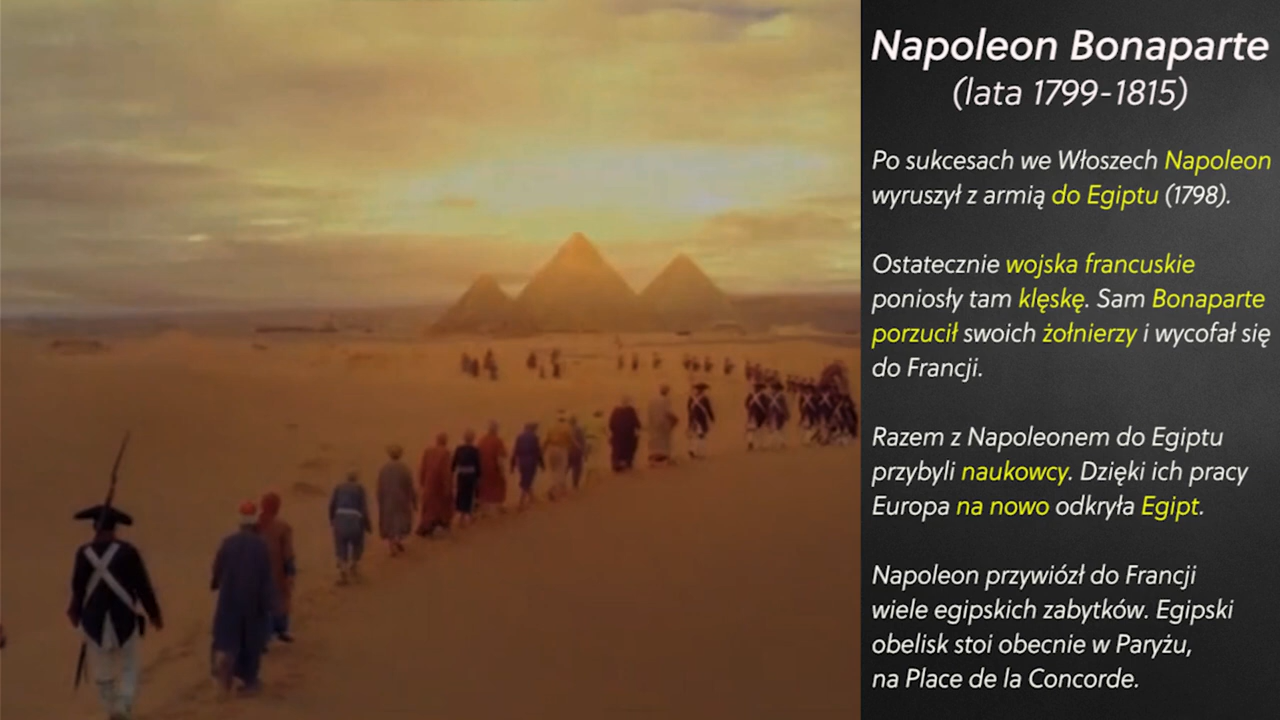 Napoleon Bonaparte
(lata 1799-1815)
Po sukcesach we Włoszech Napoleon
wyruszył z armią do Egiptu (1798).
Ostatecznie wojska francuskie
poniosły tam klęskę. Sam Bonaparte
porzucił swoich żołnierzy i wycofał się
do Francji.
Razem z Napoleonem do Egiptu
przybyli naukowcy. Dzięki ich pracy
Europa na nowo odkryła Egipt.
Napoleon przywiózł do Francji
wiele egipskich zabytków. Egipski
obelisk stoi obecnie w Paryżu,
na Place de la Concorde.